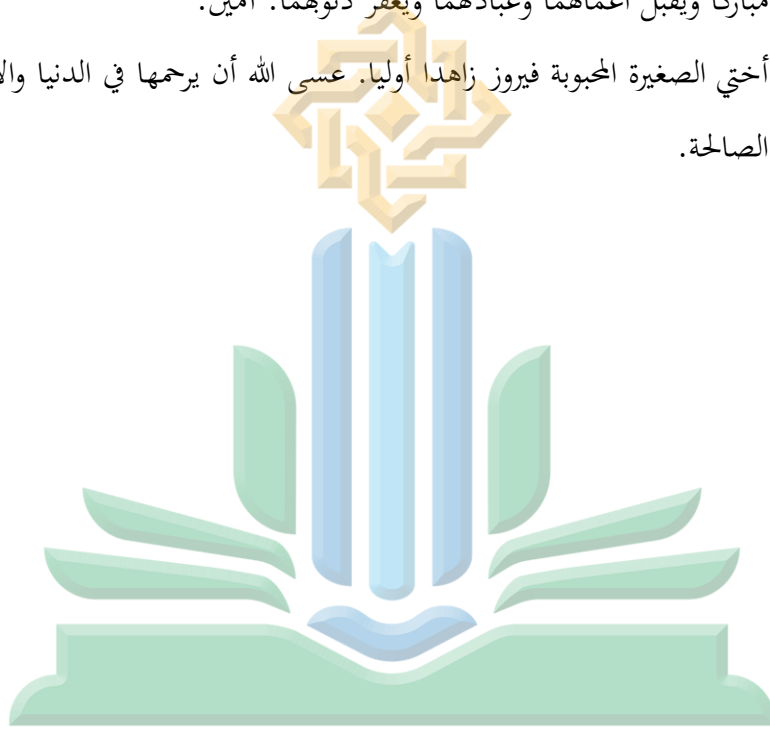 مباركا ويقبل أعمالهما وعبادهما ويغفر ذنوبهما. آمين.
أختي الصغيرة المحبوبة فيروز زاهدا أوليا. عسى الله أن يرحمها في الدنيا
الصالحة.